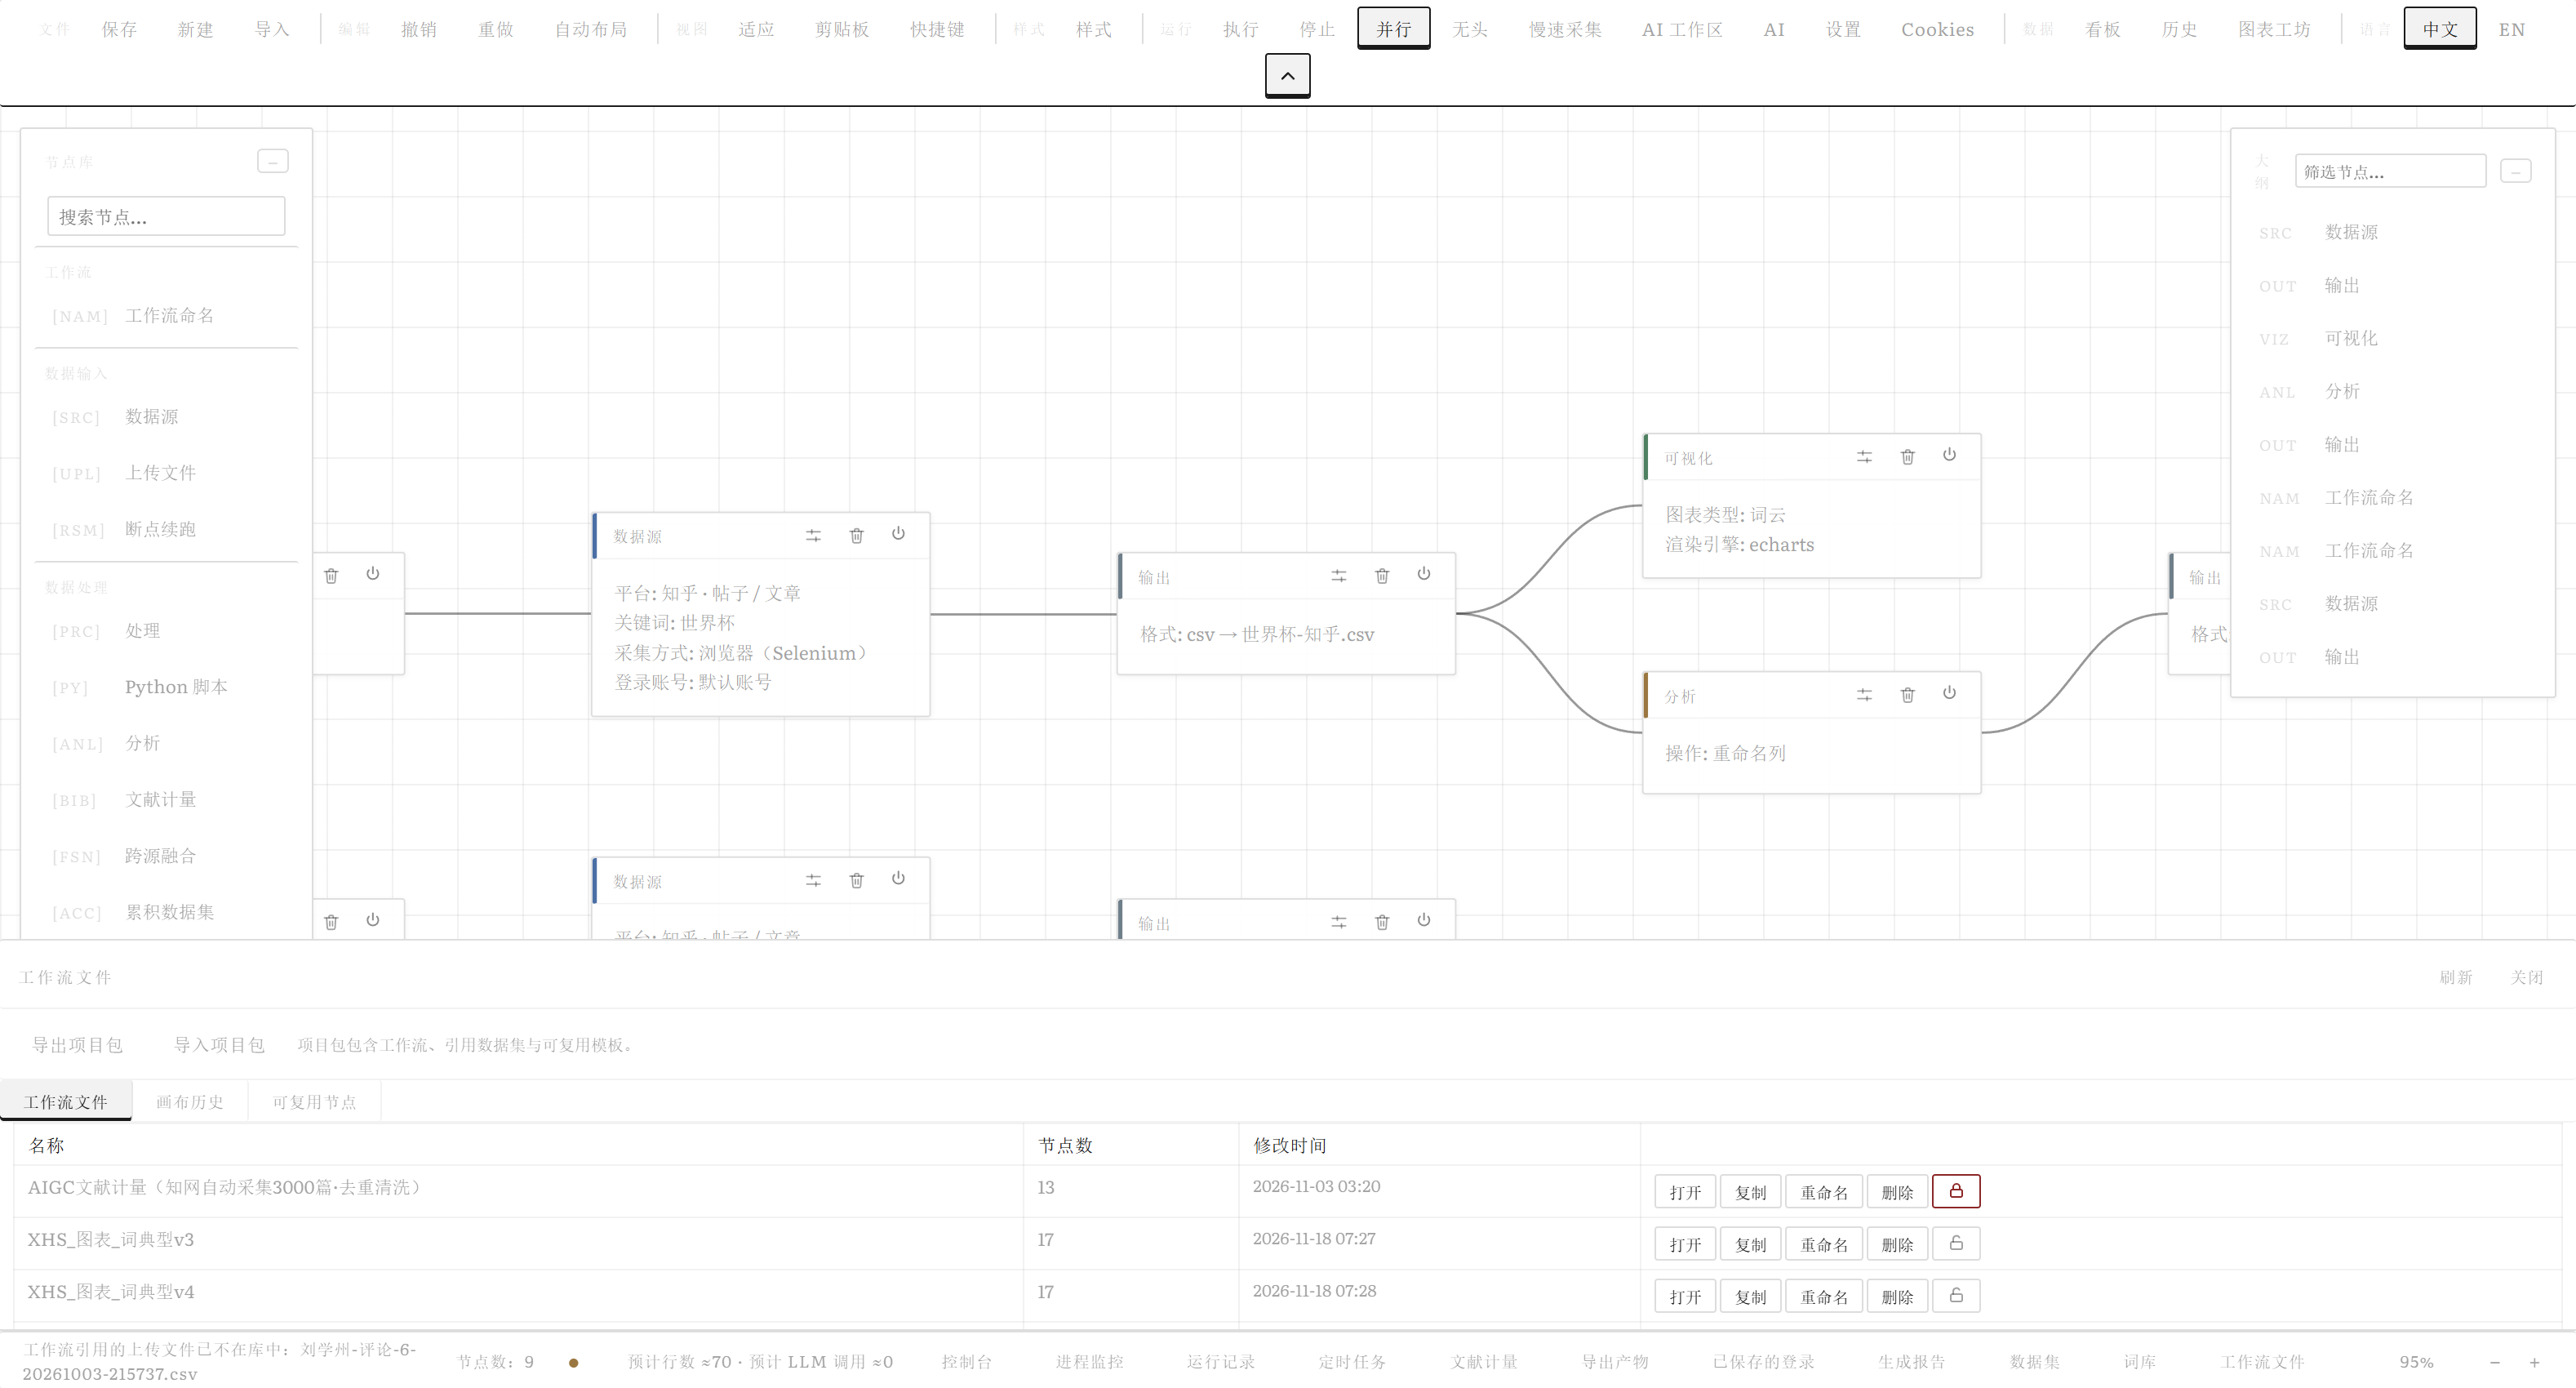 文件 保存 新建 导入 编辑 撤销 重做 自动布局 视图 适应 剪贴板 快捷键 样式 样式 运行 执行 停止 并行 无头 慢速采集 AI 工作区 AI 设置 Cookies 数据 看板 历史 图表工坊 语言 中文 EN
节点库
搜索节点...
工作流
[NAM] 工作流命名
数据输入
[SRC] 数据源
[UPL] 上传文件
[RSM] 断点续跑
数据处理
[PRC] 处理
[PY] Python 脚本
[ANL] 分析
[BIB] 文献计量
[FSN] 跨源融合
[ACC] 累积数据集
数据源
平台: 知乎 · 帖子 / 文章
关键词: 世界杯
采集方式: 浏览器（Selenium）
登录账号: 默认账号
输出
格式: csv → 世界杯-知乎.csv
可视化
图表类型: 词云
渲染引擎: echarts
分析
操作: 重命名列
输出
格式
数据源
平台: 知乎 · 帖子 / 文章
输出
大纲
筛选节点...
SRC 数据源
OUT 输出
VIZ 可视化
ANL 分析
OUT 输出
NAM 工作流命名
NAM 工作流命名
SRC 数据源
OUT 输出
工作流文件 刷新 关闭
导出项目包 导入项目包 项目包包含工作流、引用数据集与可复用模板。
工作流文件 画布历史 可复用节点
名称 节点数 修改时间
AIGC文献计量（知网自动采集3000篇·去重清洗） 13 2026-11-03 03:20 打开 复制 重命名 删除
XHS_图表_词典型v3 17 2026-11-18 07:27 打开 复制 重命名 删除
XHS_图表_词典型v4 17 2026-11-18 07:28 打开 复制 重命名 删除
工作流引用的上传文件已不在库中：刘学州-评论-6-
20261003-215737.csv
节点数：9 预计行数 ≈70 · 预计 LLM 调用 ≈0 控制台 进程监控 运行记录 定时任务 文献计量 导出产物 已保存的登录 生成报告 数据集 词库 工作流文件 95% − +